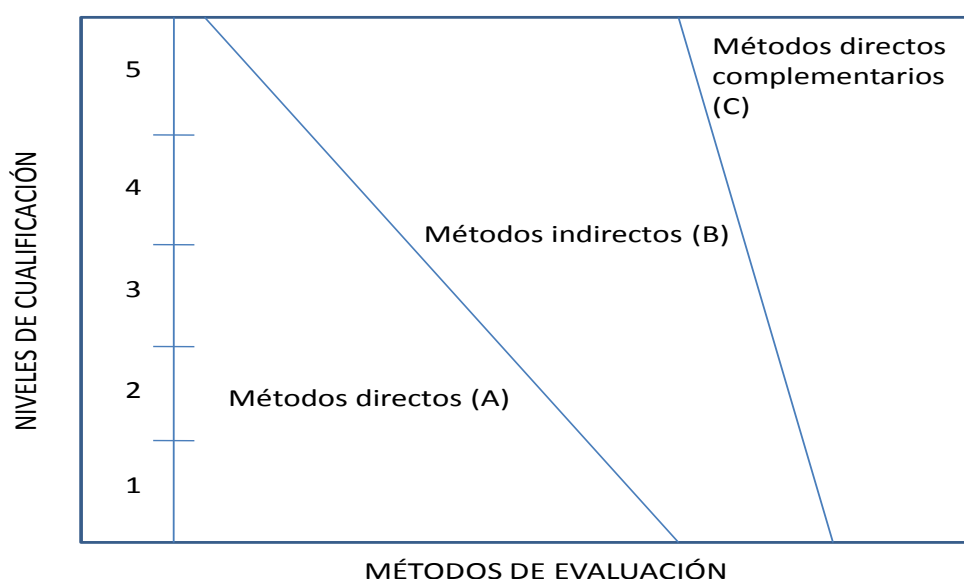 Métodos directos
complementarios
(C)
5
4
Métodos indirectos (B)
3
2
Métodos directos (A)
1
NIVELES DE CUALIFICACIÓN
MÉTODOS DE EVALUACIÓN